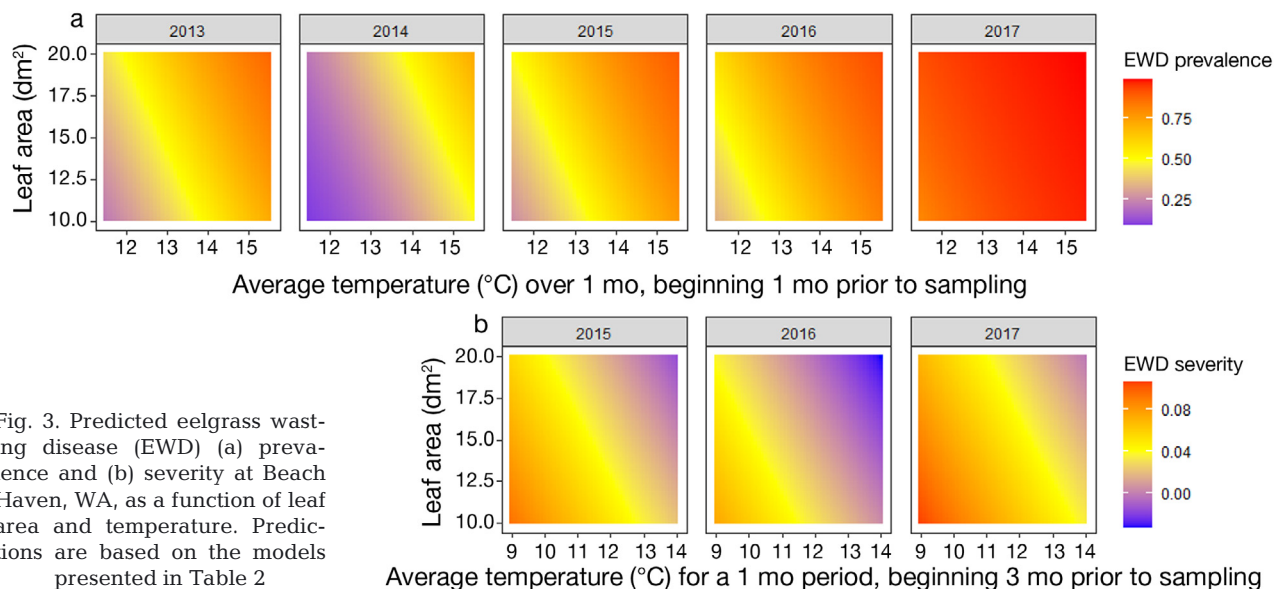 a
2013 2014 2015 2016 2017
Leaf area (dm²)
20.0
17.5
15.0
12.5
10.0
12 13 14 15 12 13 14 15 12 13 14 15 12 13 14 15 12 13 14 15
Average temperature (°C) over 1 mo, beginning 1 mo prior to sampling
EWD prevalence
0.75
0.50
0.25
b
2015 2016 2017
Leaf area (dm²)
20.0
17.5
15.0
12.5
10.0
9 10 11 12 13 14 9 10 11 12 13 14 9 10 11 12 13 14
Average temperature (°C) for a 1 mo period, beginning 3 mo prior to sampling
EWD severity
0.08
0.04
0.00
Fig. 3. Predicted eelgrass wast-
ing disease (EWD) (a) preva-
lence and (b) severity at Beach
Haven, WA, as a function of leaf
area and temperature. Predic-
tions are based on the models
presented in Table 2